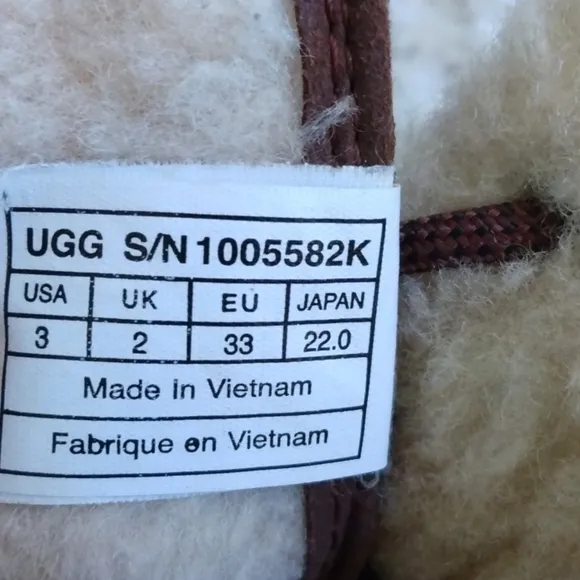 UGG S/N 1005582K
USA UK EU JAPAN
3 2 33 22.0
Made in Vietnam
Fabrique en Vietnam